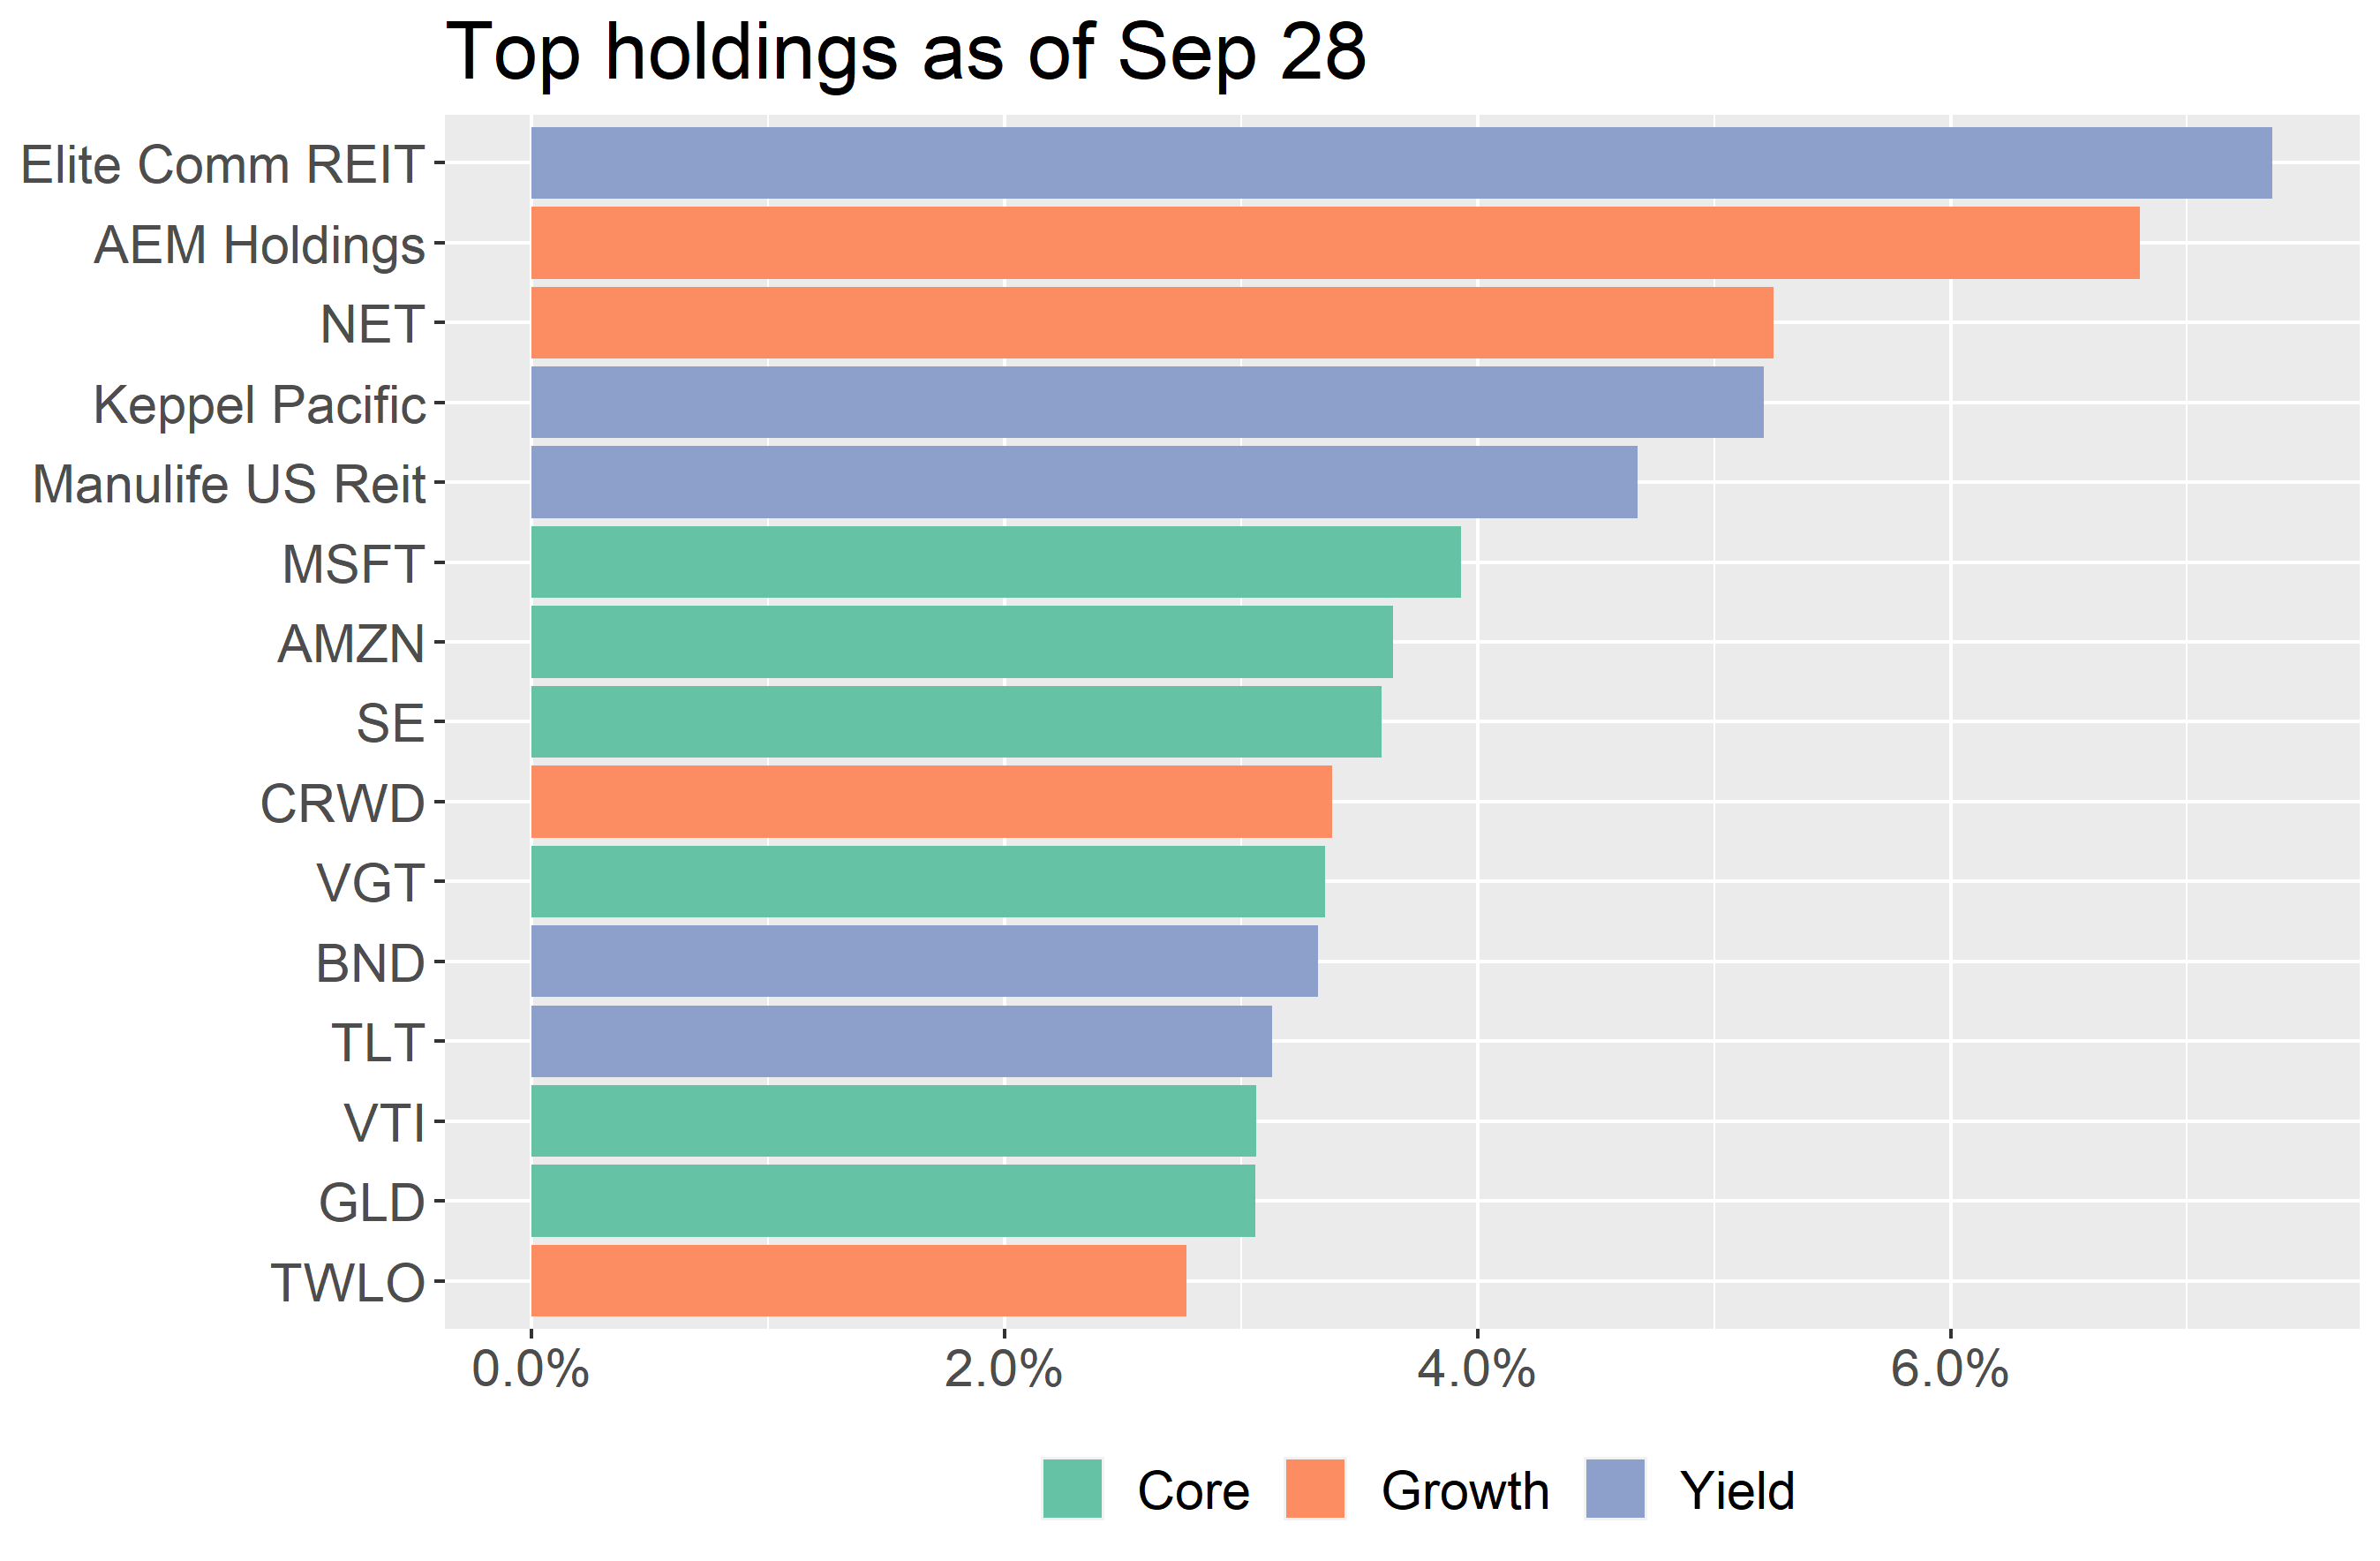 Top holdings as of Sep 28
Elite Comm REIT
AEM Holdings
NET
Keppel Pacific
Manulife US Reit
MSFT
AMZN
SE
CRWD
VGT
BND
TLT
VTI
GLD
TWLO
0.0% 2.0% 4.0% 6.0%
Core Growth Yield